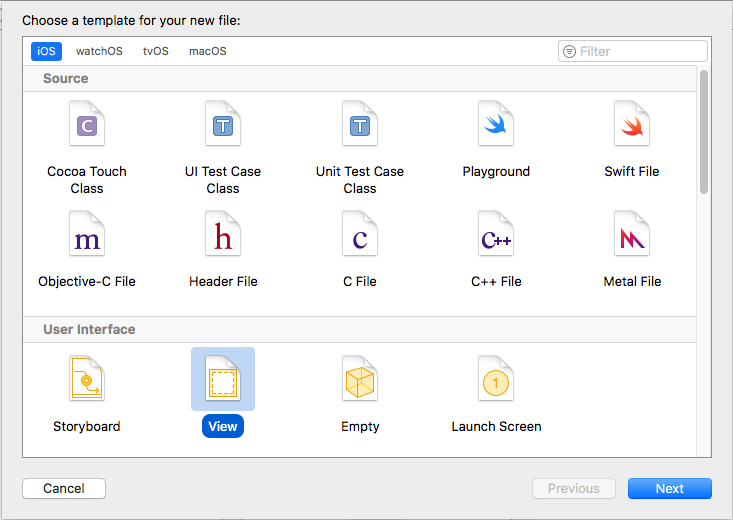 Choose a template for your new file:
iOS watchOS tvOS macOS Filter
Source
C T T
Cocoa Touch Class
UI Test Case Class
Unit Test Case Class
Playground
Swift File
m h c C++
Objective-C File
Header File
C File
C++ File
Metal File
User Interface
1
Storyboard
View
Empty
Launch Screen
Cancel Previous Next